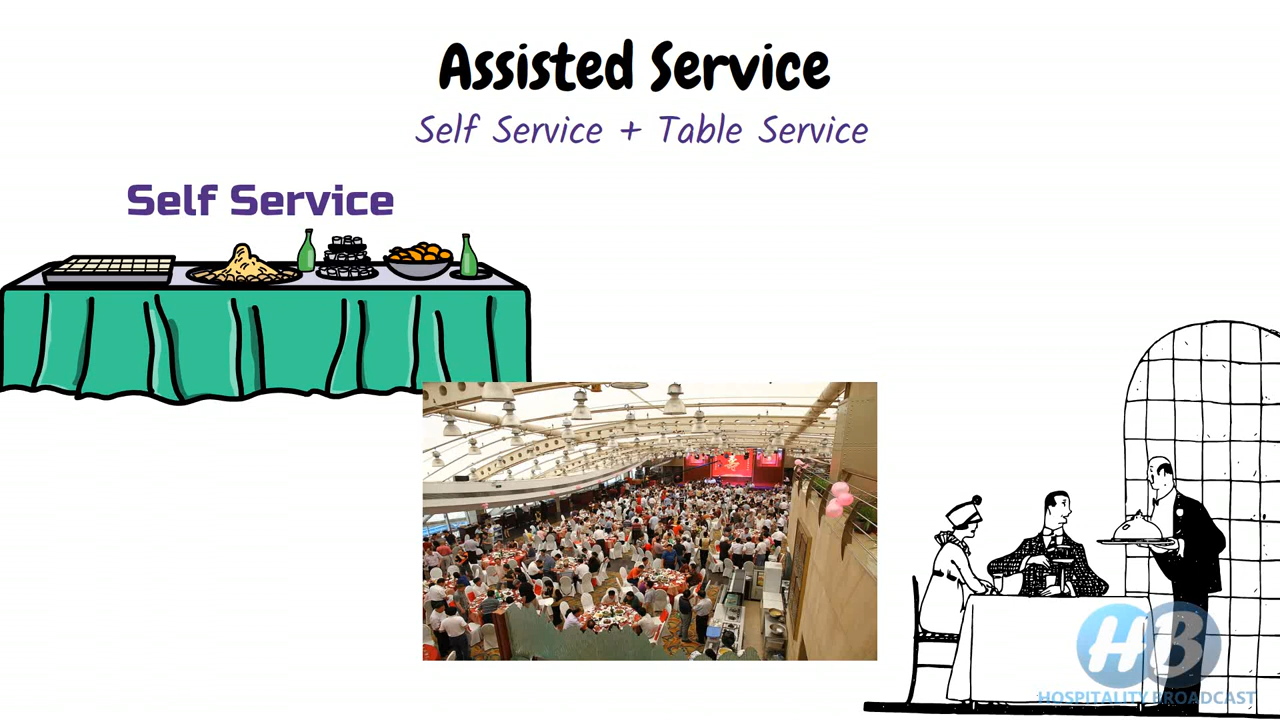 Assisted Service
Self Service + Table Service
Self Service
HB
HOSPITALITY BROADCAST